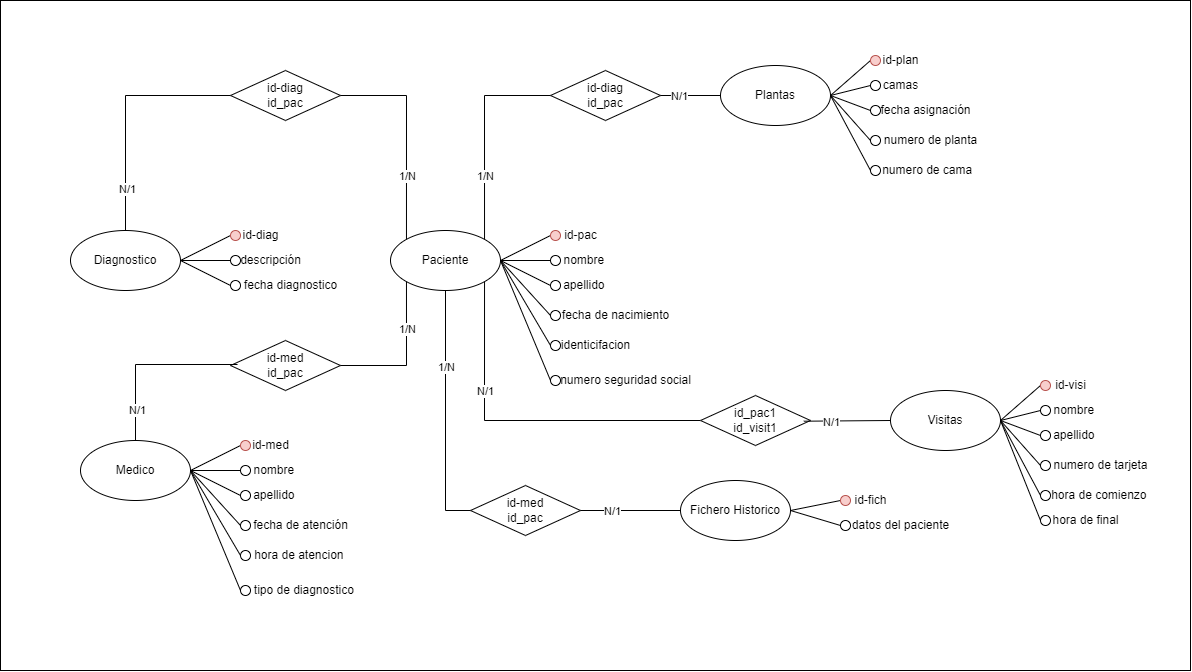 id-diag
id_pac
N/1
1/N
id-diag
id_pac
N/1
1/N
Plantas
id-plan
camas
fecha asignación
numero de planta
numero de cama
Diagnostico
id-diag
descripción
fecha diagnostico
Paciente
id-pac
nombre
apellido
fecha de nacimiento
identicifacion
numero seguridad social
id-med
id_pac
1/N
N/1
1/N
N/1
Medico
id-med
nombre
apellido
fecha de atención
hora de atencion
tipo de diagnostico
id_pac1
id_visit1
N/1
Visitas
id-visi
nombre
apellido
numero de tarjeta
hora de comienzo
hora de final
id-med
id_pac
N/1
Fichero Historico
id-fich
datos del paciente